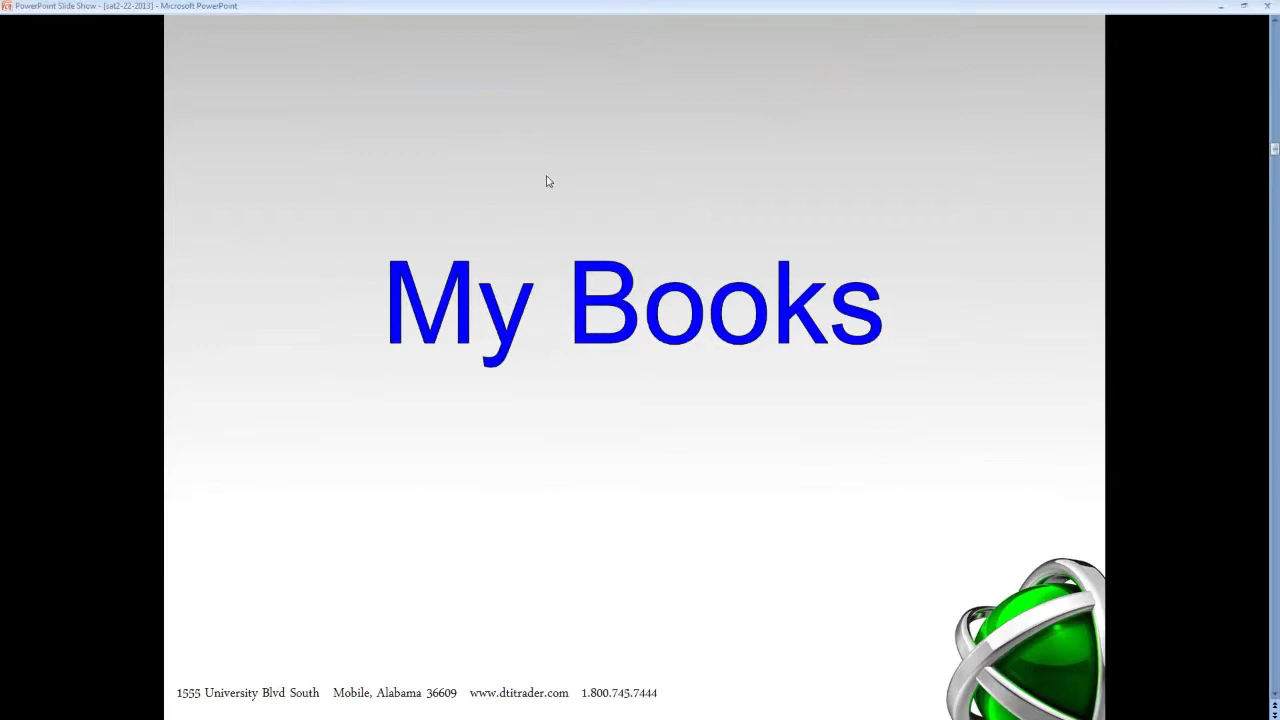 PowerPoint Slide Show - [sat2-22-2013] - Microsoft PowerPoint
My Books
1555 University Blvd South Mobile, Alabama 36609 www.dtitrader.com 1.800.745.7444